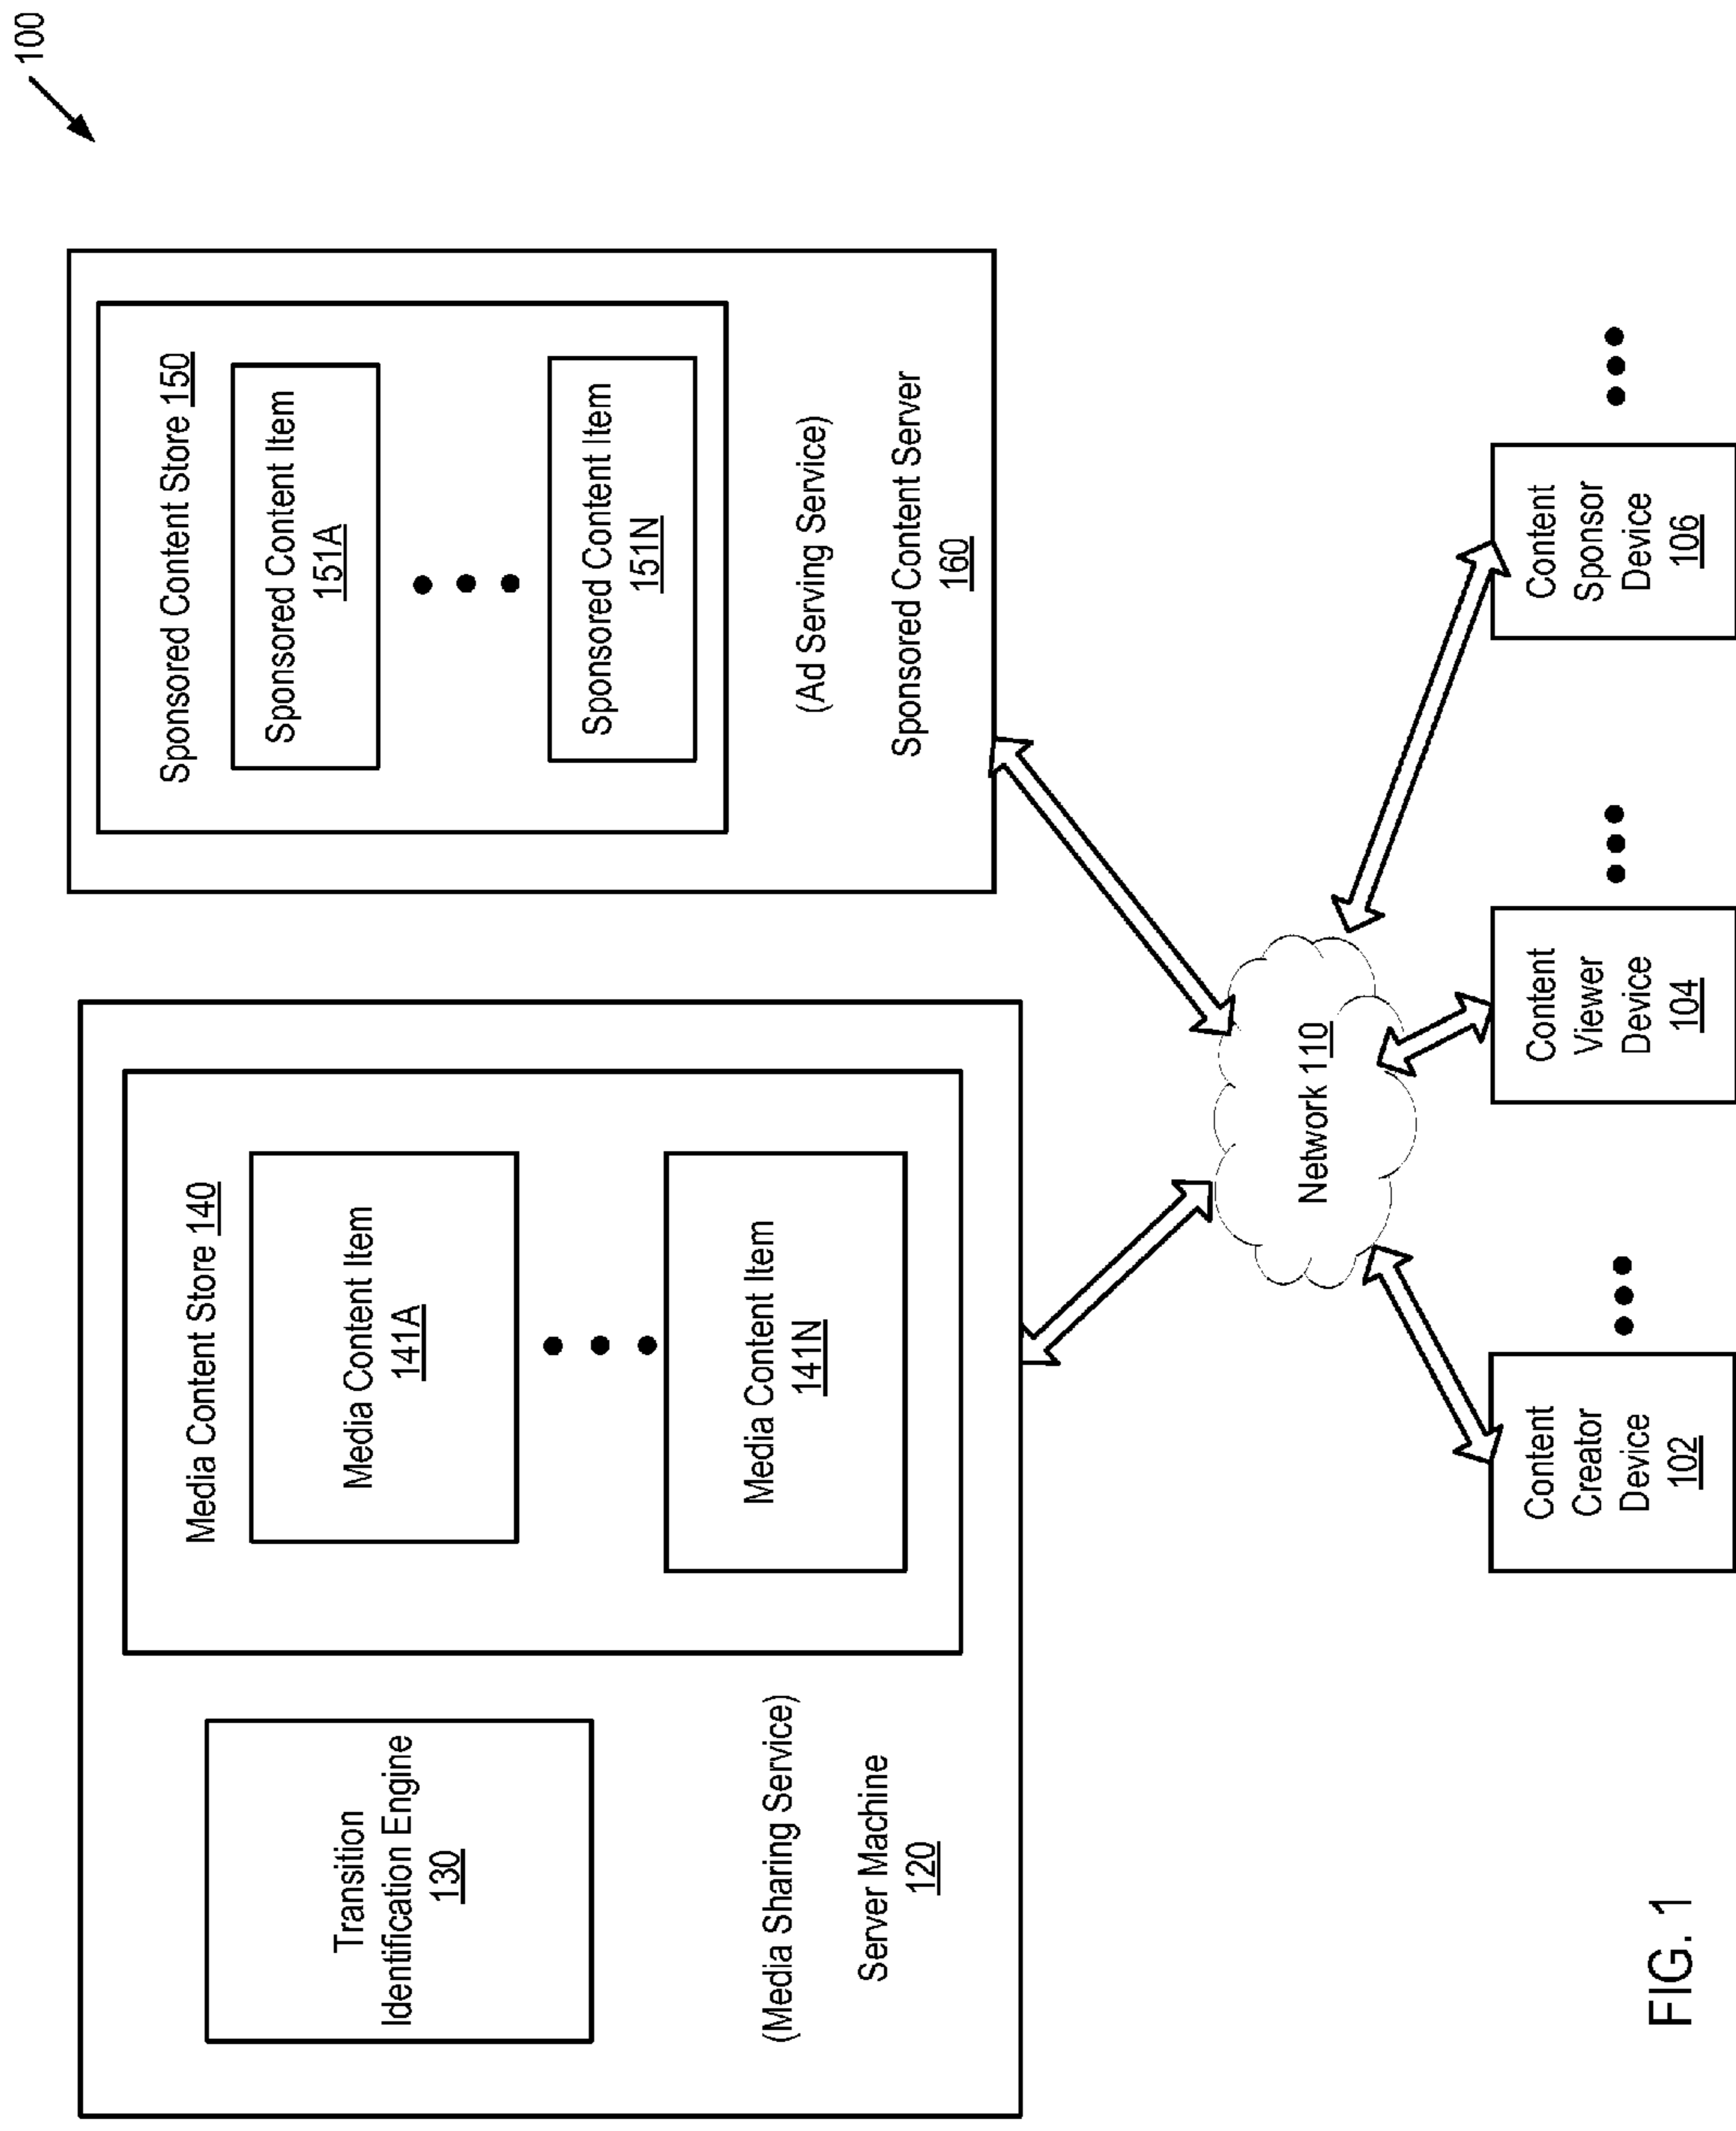 100
Transition
Identification Engine
130
(Media Sharing Service)
Server Machine
120
Media Content Store 140
Media Content Item
141A
Media Content Item
141N
Sponsored Content Store 150
Sponsored Content Item
151A
Sponsored Content Item
151N
(Ad Serving Service)
Sponsored Content Server
160
Network 110
Content
Creator
Device
102
Content
Viewer
Device
104
Content
Sponsor
Device
106
FIG. 1